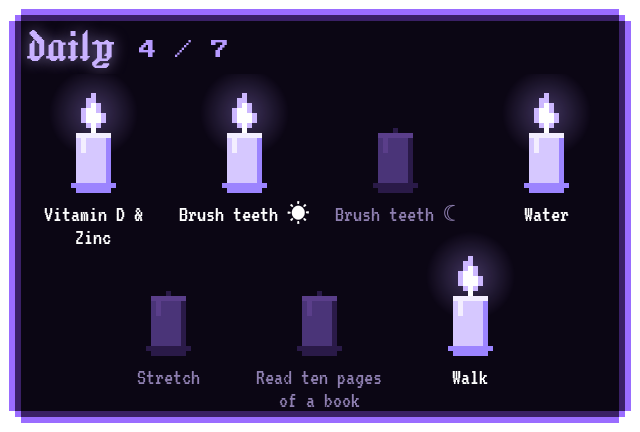 daily 4 / 7
Vitamin D &
Zinc
Brush teeth ☀
Brush teeth ☾
Water
Stretch
Read ten pages
of a book
Walk